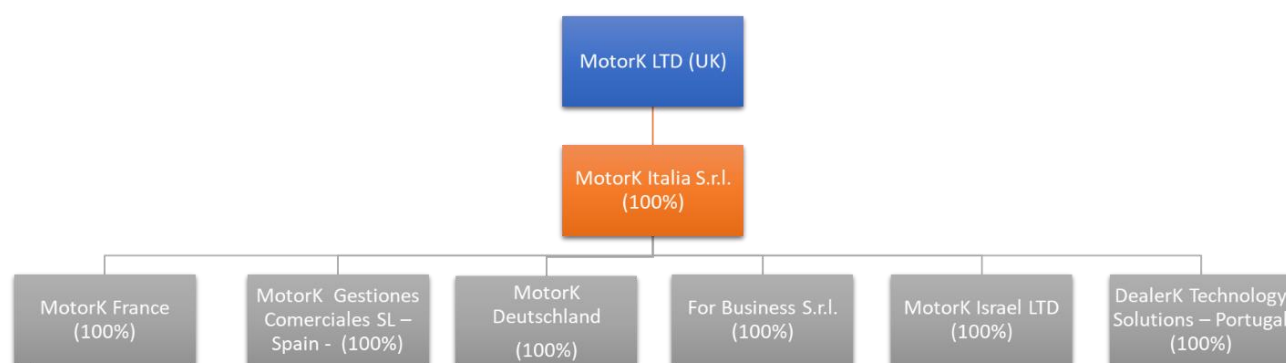 MotorK LTD (UK)
MotorK Italia S.r.l.
(100%)
MotorK France
(100%)
MotorK Gestiones
Comerciales SL –
Spain - (100%)
MotorK
Deutschland
(100%)
For Business S.r.l.
(100%)
MotorK Israel LTD
(100%)
DealerK Technology
Solutions – Portugal
(100%)